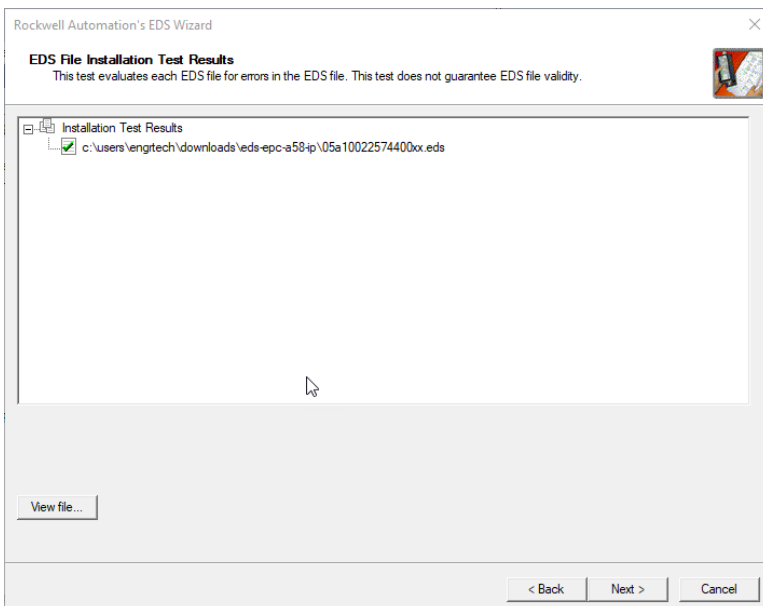 Rockwell Automation's EDS Wizard
EDS File Installation Test Results
This test evaluates each EDS file for errors in the EDS file. This test does not guarantee EDS file validity.
Installation Test Results
c:\users\engrtech\downloads\eds-epc-a58-ip\05a10022574400xx.eds
View file...
< Back
Next >
Cancel